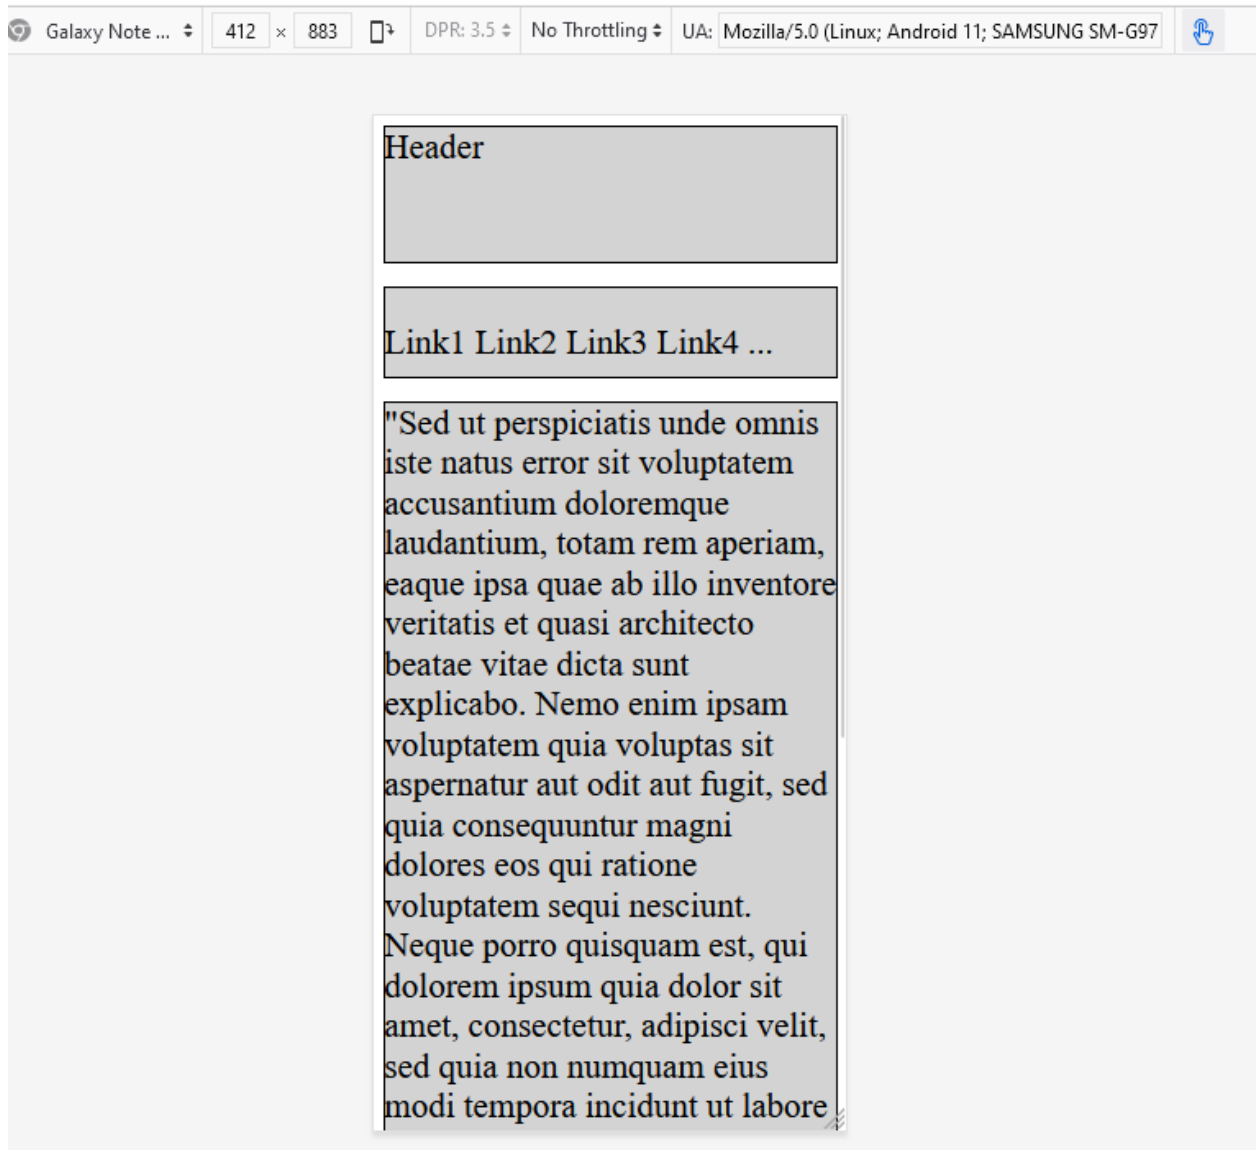 Galaxy Note ... 412 × 883 DPR: 3.5 No Throttling UA: Mozilla/5.0 (Linux; Android 11; SAMSUNG SM-G97
Header
Link1 Link2 Link3 Link4 ...
"Sed ut perspiciatis unde omnis
iste natus error sit voluptatem
accusantium doloremque
laudantium, totam rem aperiam,
eaque ipsa quae ab illo inventore
veritatis et quasi architecto
beatae vitae dicta sunt
explicabo. Nemo enim ipsam
voluptatem quia voluptas sit
aspernatur aut odit aut fugit, sed
quia consequuntur magni
dolores eos qui ratione
voluptatem sequi nesciunt.
Neque porro quisquam est, qui
dolorem ipsum quia dolor sit
amet, consectetur, adipisci velit,
sed quia non numquam eius
modi tempora incidunt ut labore